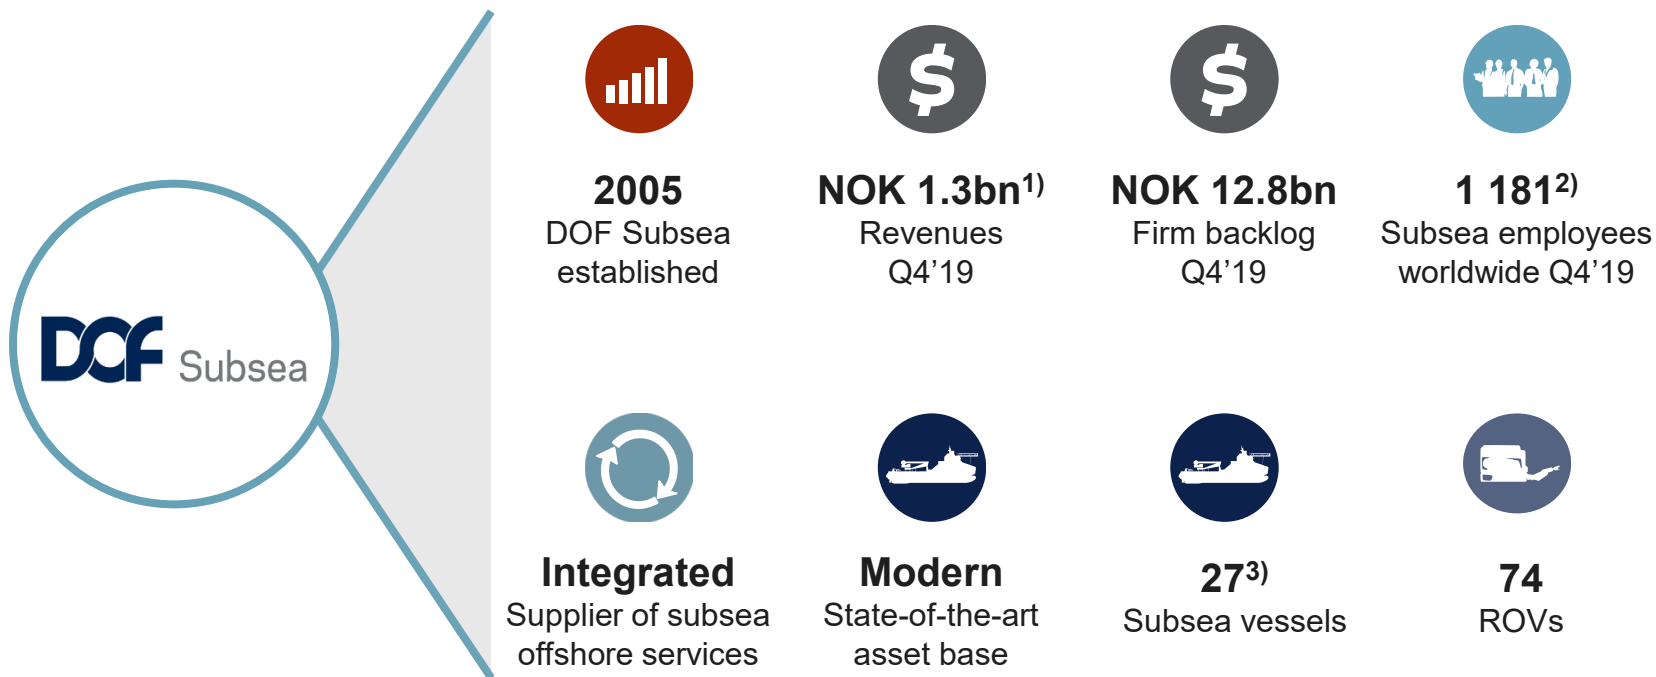 DOF Subsea
2005
DOF Subsea
established
NOK 1.3bn1)
Revenues
Q4’19
NOK 12.8bn
Firm backlog
Q4’19
1 1812)
Subsea employees
worldwide Q4’19
Integrated
Supplier of subsea
offshore services
Modern
State-of-the-art
asset base
273)
Subsea vessels
74
ROVs